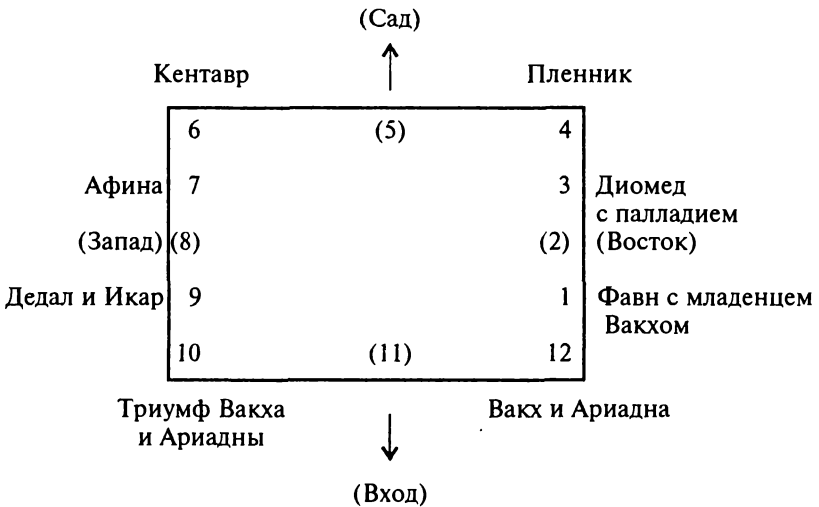 (Сад)
Кентавр Пленник
6 (5) 4
Афина 7 3 Диомед
с палладием
(Запад) (8) (2) (Восток)
Дедал и Икар 9 1 Фавн с младенцем
Вакхом
10 (11) 12
Триумф Вакха Вакх и Ариадна
и Ариадны
(Вход)